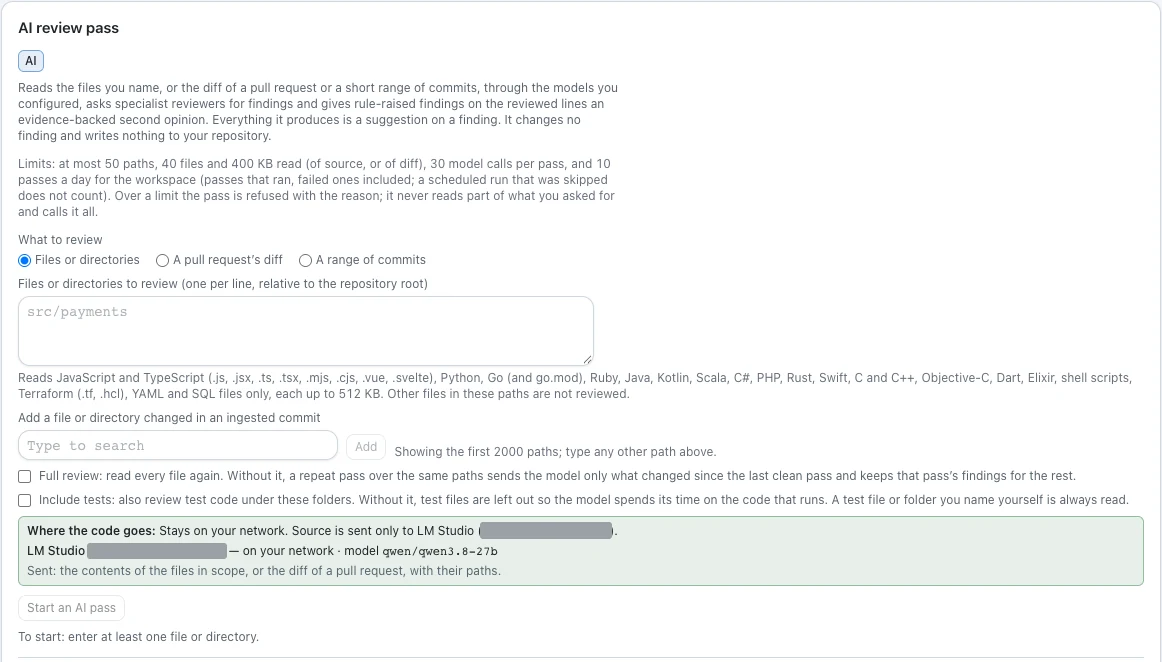 AI review pass
AI
Reads the files you name, or the diff of a pull request or a short range of commits, through the models you
configured, asks specialist reviewers for findings and gives rule-raised findings on the reviewed lines an
evidence-backed second opinion. Everything it produces is a suggestion on a finding. It changes no
finding and writes nothing to your repository.
Limits: at most 50 paths, 40 files and 400 KB read (of source, or of diff), 30 model calls per pass, and 10
passes a day for the workspace (passes that ran, failed ones included; a scheduled run that was skipped
does not count). Over a limit the pass is refused with the reason; it never reads part of what you asked for
and calls it all.
What to review
Files or directories A pull request's diff A range of commits
Files or directories to review (one per line, relative to the repository root)
src/payments
Reads JavaScript and TypeScript (.js, .jsx, .ts, .tsx, .mjs, .cjs, .vue, .svelte), Python, Go (and go.mod), Ruby, Java, Kotlin, Scala, C#, PHP, Rust, Swift, C and C++, Objective-C, Dart, Elixir, shell scripts,
Terraform (.tf, .hcl), YAML and SQL files only, each up to 512 KB. Other files in these paths are not reviewed.
Add a file or directory changed in an ingested commit
Type to search Add Showing the first 2000 paths; type any other path above.
Full review: read every file again. Without it, a repeat pass over the same paths sends the model only what changed since the last clean pass and keeps that pass's findings for the rest.
Include tests: also review test code under these folders. Without it, test files are left out so the model spends its time on the code that runs. A test file or folder you name yourself is always read.
Where the code goes: Stays on your network. Source is sent only to LM Studio ( ).
LM Studio — on your network · model qwen/qwen3.8-27b
Sent: the contents of the files in scope, or the diff of a pull request, with their paths.
Start an AI pass
To start: enter at least one file or directory.